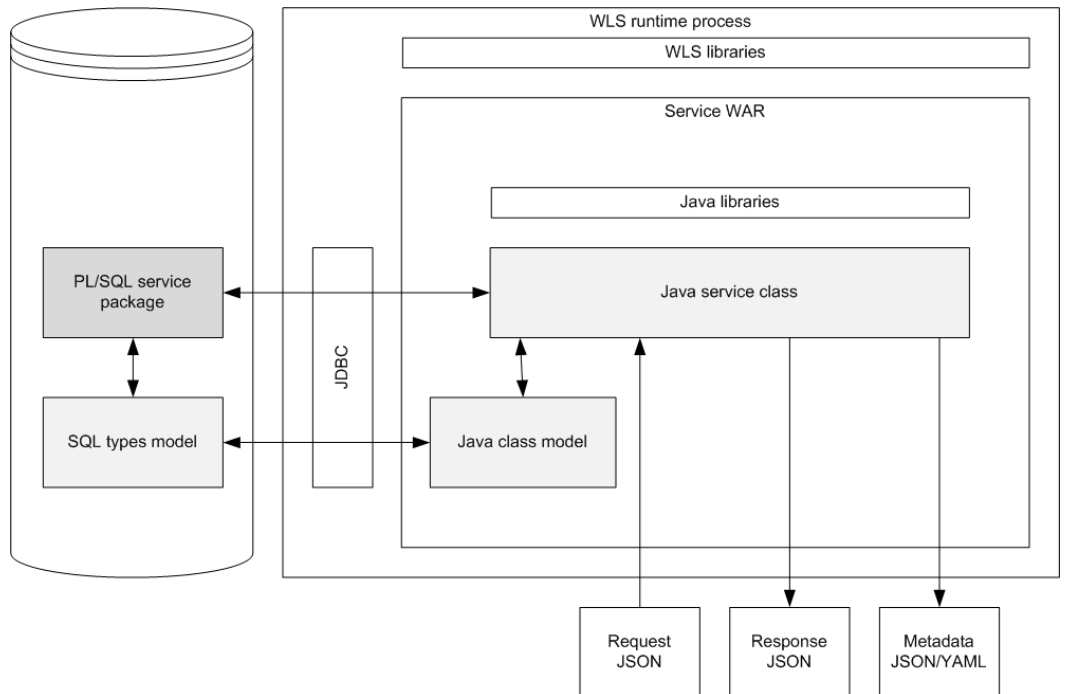 WLS runtime process
WLS libraries
Service WAR
Java libraries
PL/SQL service
package
Java service class
JDBC
SQL types model
Java class model
Request
JSON
Response
JSON
Metadata
JSON/YAML